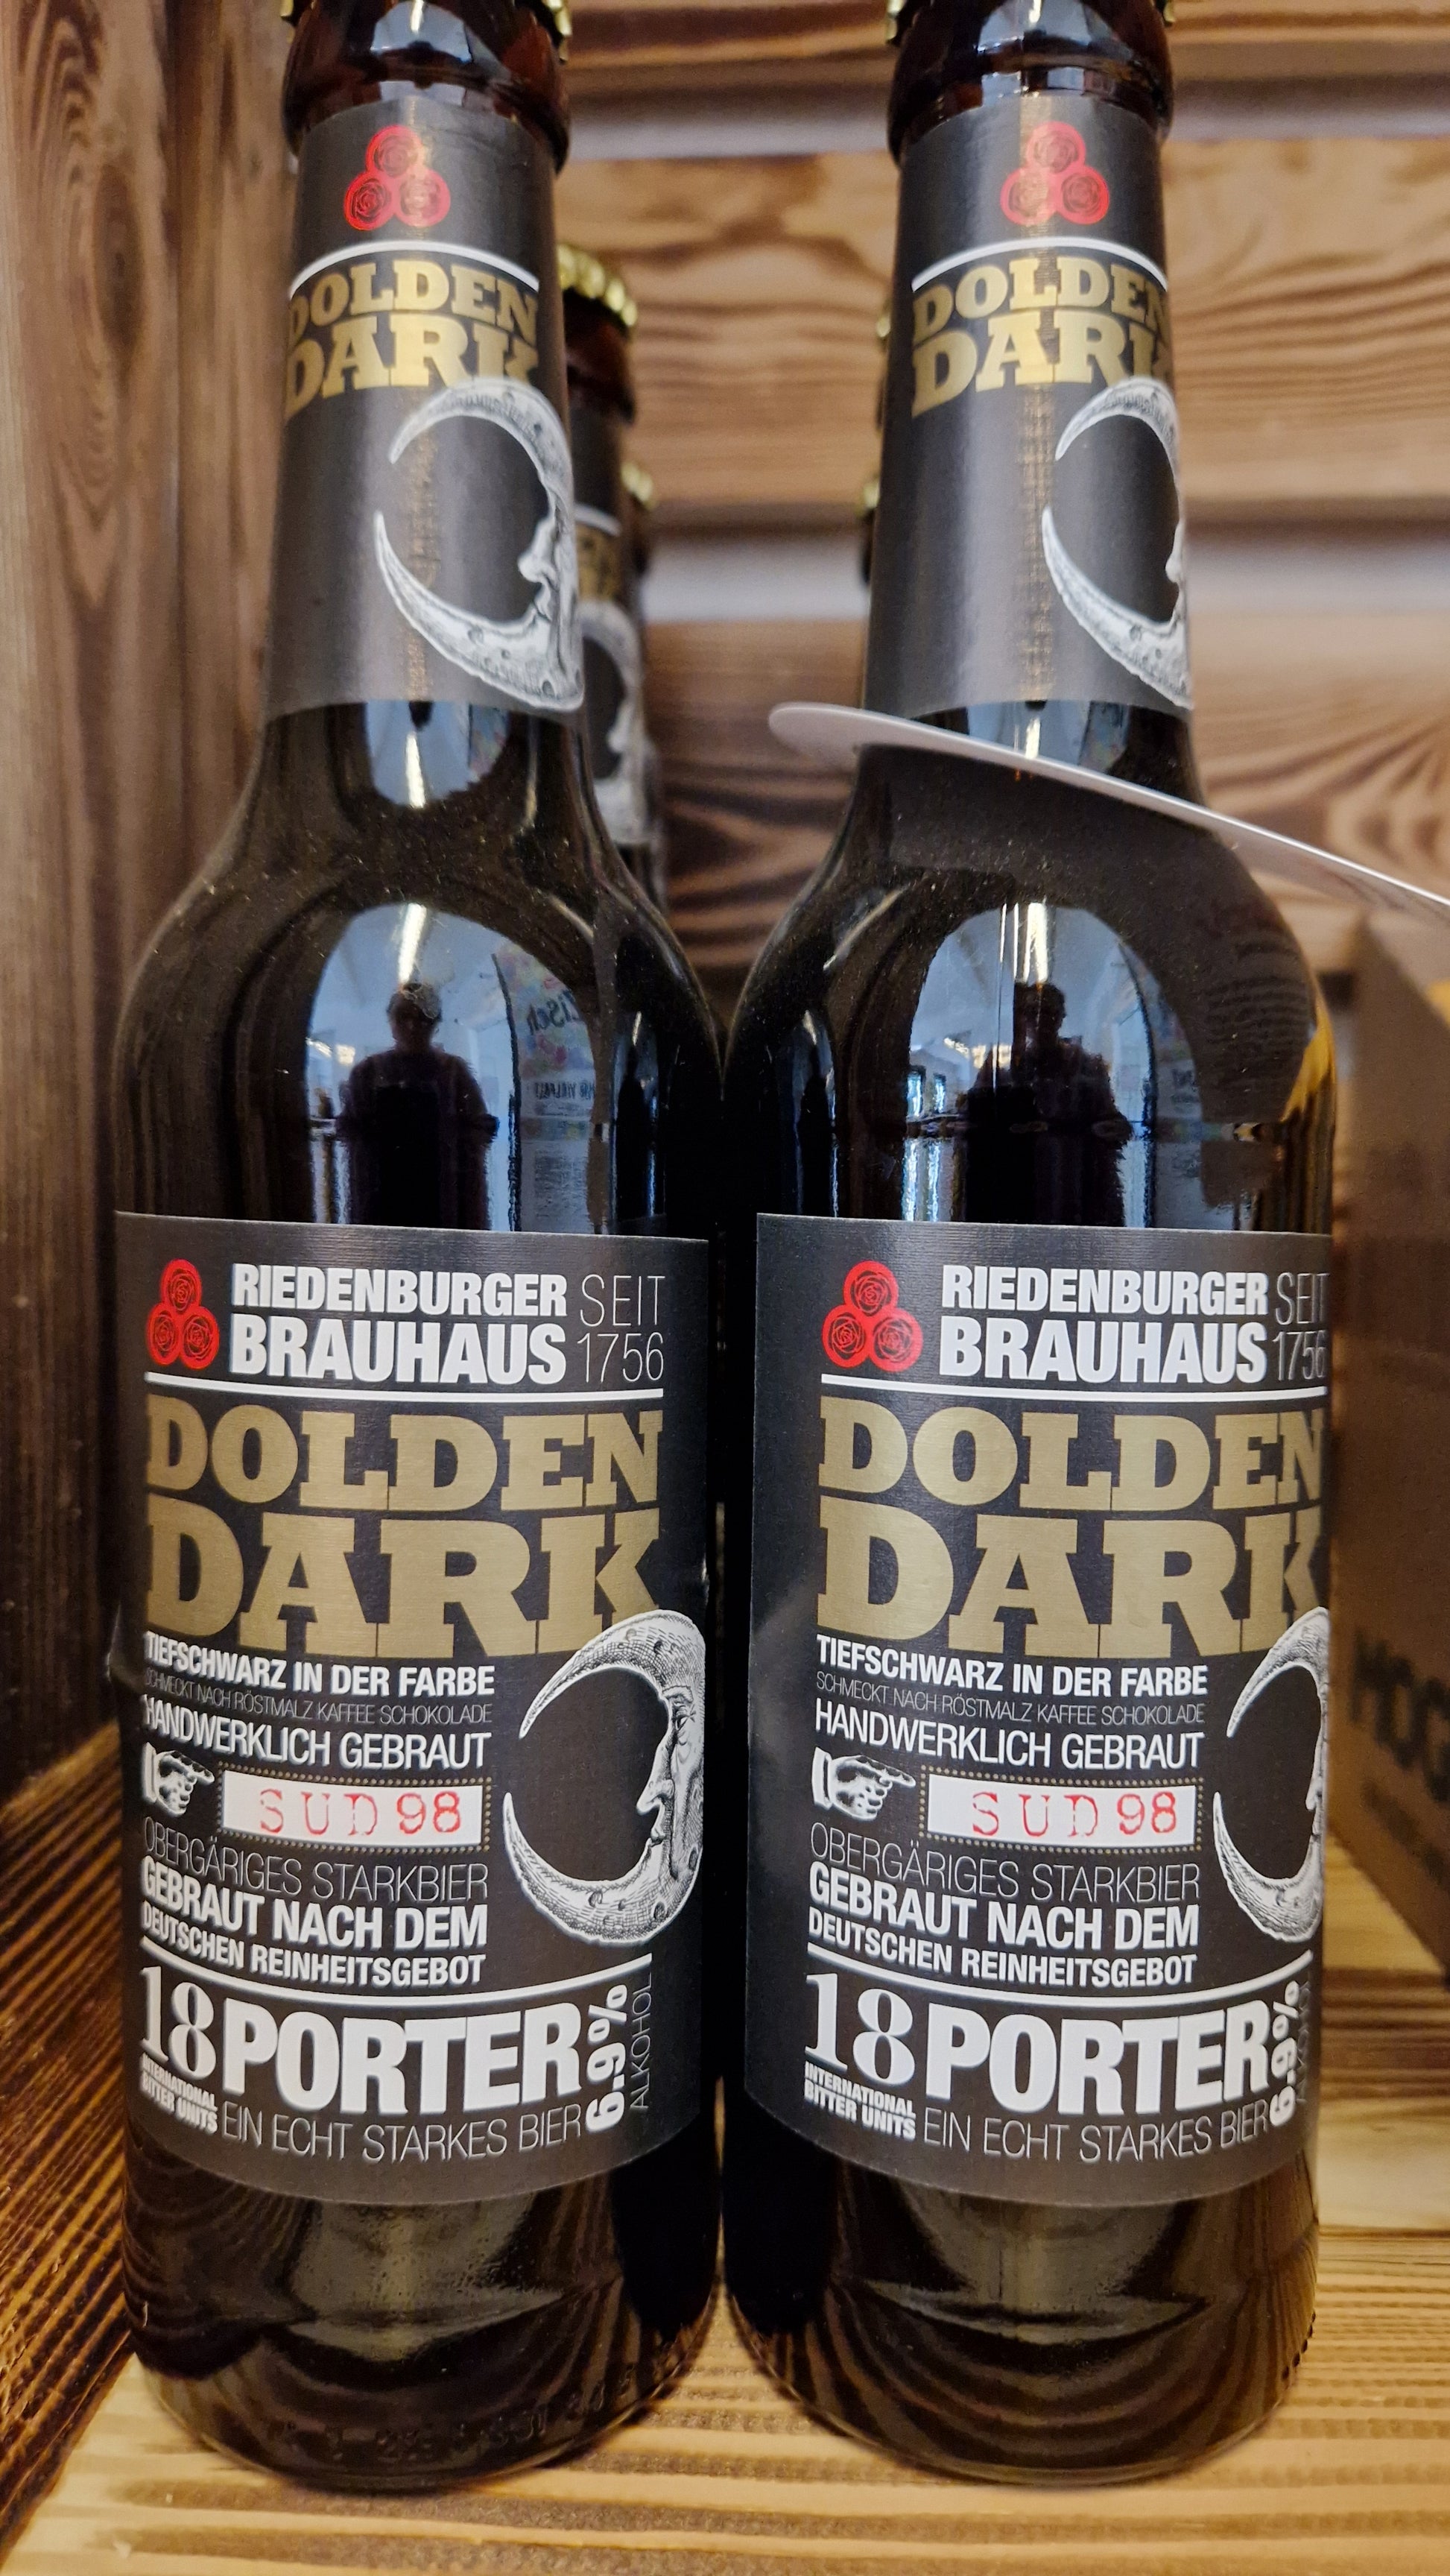 DOLDEN
DARK
DOLDEN
DARK
RIEDENBURGER
BRAUHAUS
SEIT
1756
DOLDEN
DARK
TIEFSCHWARZ IN DER FARBE
SCHMECKT NACH RÖSTMALZ KAFFEE SCHOKOLADE
HANDWERKLICH GEBRAUT
SUD 98
OBERGÄRIGES STARKBIER
GEBRAUT NACH DEM
DEUTSCHEN REINHEITSGEBOT
18 PORTER
INTERNATIONAL
BITTER UNITS
EIN ECHT STARKES BIER
6.9%
ALKOHOL
RIEDENBURGER
BRAUHAUS
SEIT
1756
DOLDEN
DARK
TIEFSCHWARZ IN DER FARBE
SCHMECKT NACH RÖSTMALZ KAFFEE SCHOKOLADE
HANDWERKLICH GEBRAUT
SUD 98
OBERGÄRIGES STARKBIER
GEBRAUT NACH DEM
DEUTSCHEN REINHEITSGEBOT
18 PORTER
INTERNATIONAL
BITTER UNITS
EIN ECHT STARKES BIER
6.9%
ALKOHOL